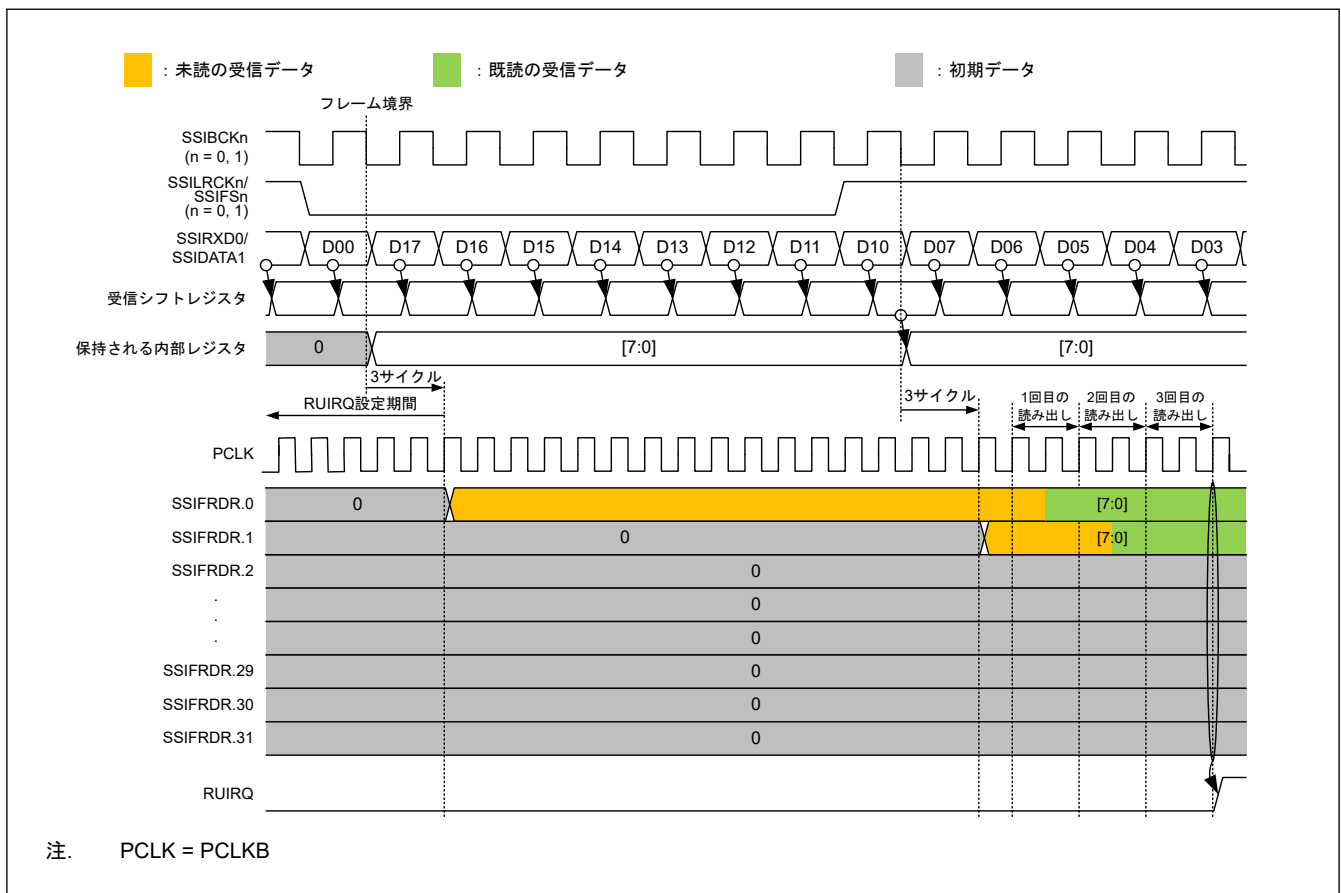 ：未読の受信データ
：既読の受信データ
：初期データ
フレーム境界
SSIBCKn
(n = 0, 1)
SSILRCKn/
SSIFSn
(n = 0, 1)
SSIRXD0/
SSIDATA1
D00 D17 D16 D15 D14 D13 D12 D11 D10 D07 D06 D05 D04 D03
受信シフトレジスタ
保持される内部レジスタ
0
[7:0]
[7:0]
3サイクル
RUIRQ設定期間
3サイクル
1回目の
読み出し
2回目の
読み出し
3回目の
読み出し
PCLK
SSIFRDR.0
0
[7:0]
SSIFRDR.1
0
[7:0]
SSIFRDR.2
0
.
0
.
.
0
SSIFRDR.29
0
SSIFRDR.30
0
SSIFRDR.31
0
RUIRQ
注. PCLK = PCLKB